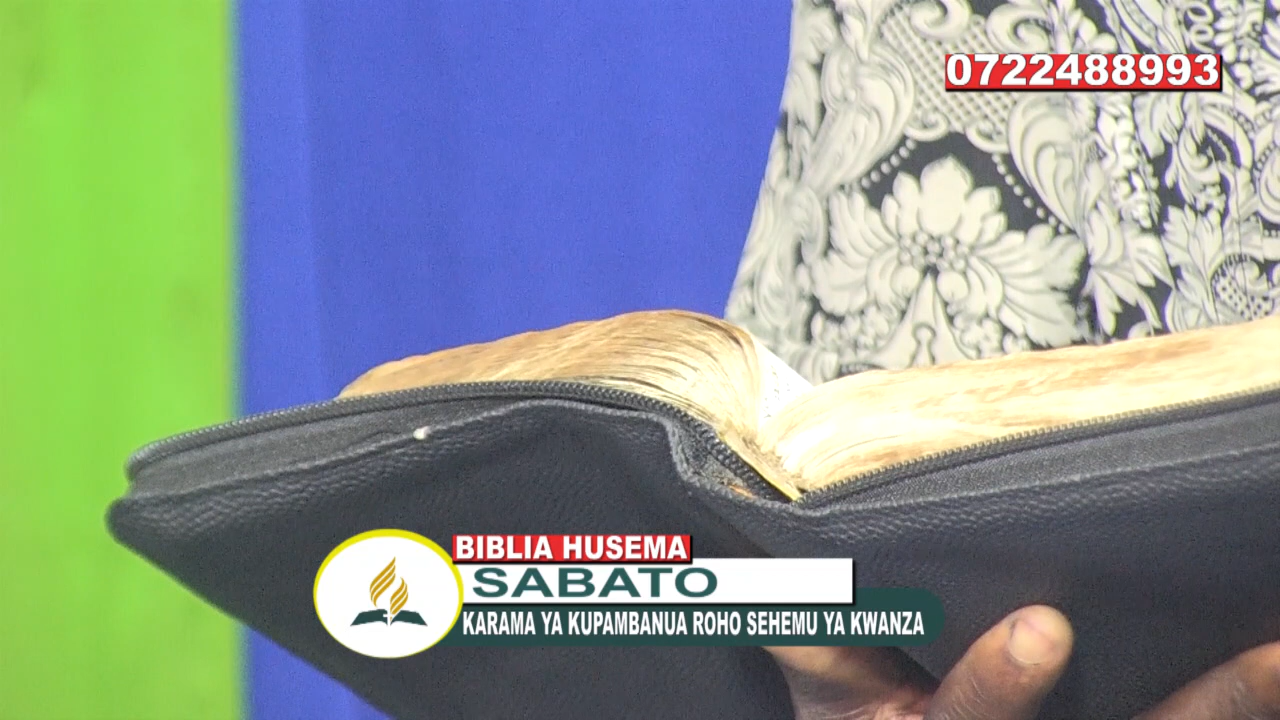 0722488993
BIBLIA HUSEMA
SABATO
KARAMA YA KUPAMBANUA ROHO SEHEMU YA KWANZA